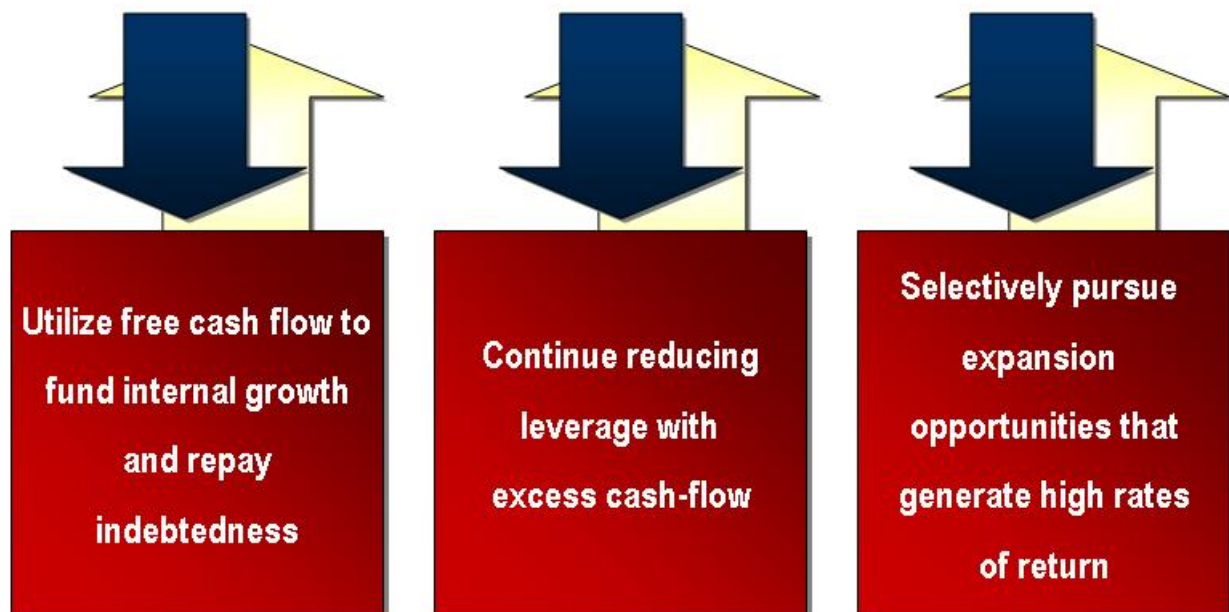 Utilize free cash flow to
fund internal growth
and repay
indebtedness
Continue reducing
leverage with
excess cash-flow
Selectively pursue
expansion
opportunities that
generate high rates
of return